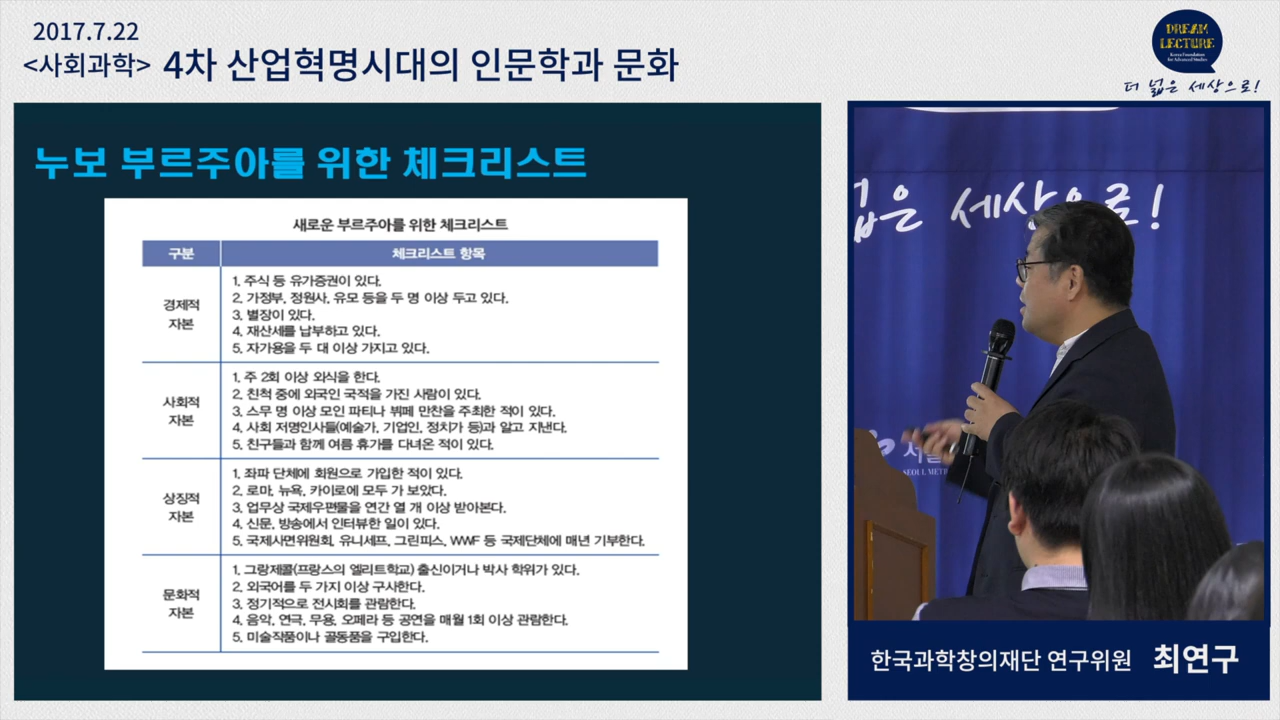 2017.7.22
<사회과학> 4차 산업혁명시대의 인문학과 문화
DREAM
LECTURE
Korea Foundation
for Advanced Studies
더 넓은 세상으로!
누보 부르주아를 위한 체크리스트
새로운 부르주아를 위한 체크리스트
구분 체크리스트 항목
경제적 자본
1. 주식 등 유가증권이 있다.
2. 가정부, 정원사, 유모 등을 두 명 이상 두고 있다.
3. 별장이 있다.
4. 재산세를 납부하고 있다.
5. 자가용을 두 대 이상 가지고 있다.
사회적 자본
1. 주 2회 이상 외식을 한다.
2. 친척 중에 외국인 국적을 가진 사람이 있다.
3. 스무 명 이상 모인 파티나 뷔페 만찬을 주최한 적이 있다.
4. 사회 저명인사들(예술가, 기업인, 정치가 등)과 알고 지낸다.
5. 친구들과 함께 여름 휴가를 다녀온 적이 있다.
상징적 자본
1. 좌파 단체에 회원으로 가입한 적이 있다.
2. 로마, 뉴욕, 카이로에 모두 가 보았다.
3. 업무상 국제우편물을 연간 열 개 이상 받아본다.
4. 신문, 방송에서 인터뷰한 일이 있다.
5. 국제사면위원회, 유니세프, 그린피스, WWF 등 국제단체에 매년 기부한다.
문화적 자본
1. 그랑제콜(프랑스의 엘리트학교) 출신이거나 박사 학위가 있다.
2. 외국어를 두 가지 이상 구사한다.
3. 정기적으로 전시회를 관람한다.
4. 음악, 연극, 무용, 오페라 등 공연을 매월 1회 이상 관람한다.
5. 미술작품이나 골동품을 구입한다.
넓은 세상으로!
서울
SEOUL MET
한국과학창의재단 연구위원 최연구